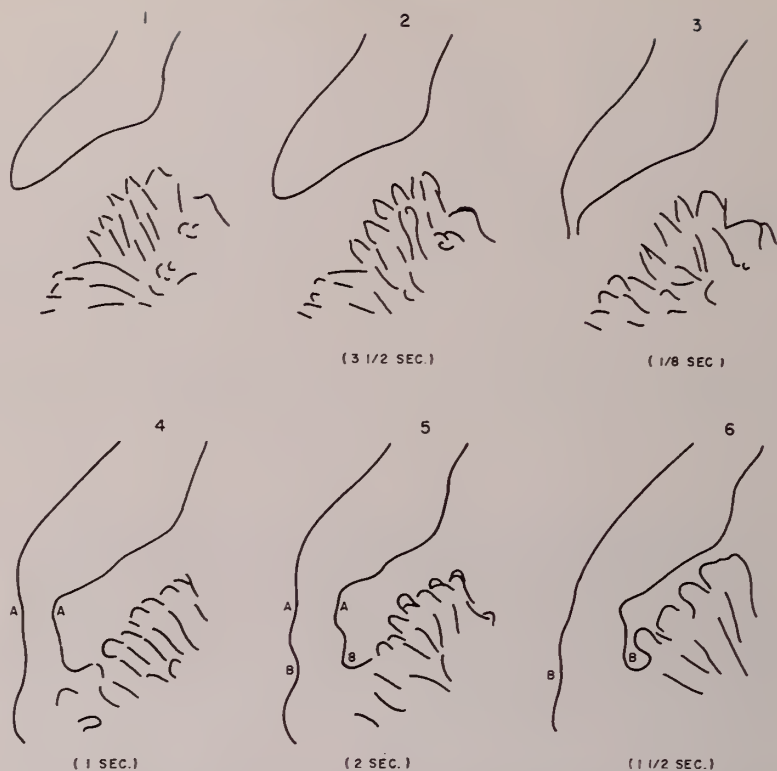 1
2
3
(3 1/2 SEC.)
(1/8 SEC)
4
5
6
A
A
A
A
B
B
B
B
(1 SEC.)
(2 SEC.)
(1 1/2 SEC.)